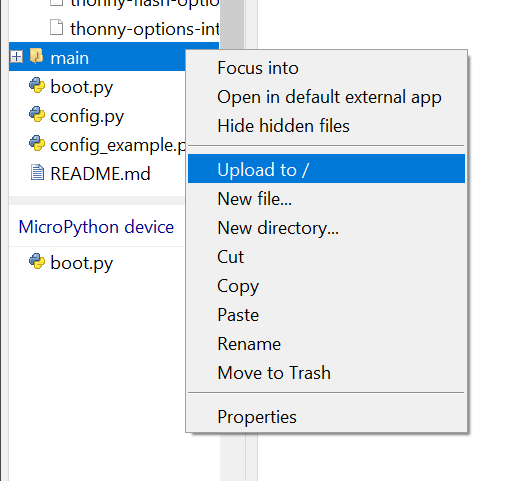 thonny-flash-optio
thonny-options-int
main
boot.py
config.py
config_example.p
README.md
MicroPython device
boot.py
Focus into
Open in default external app
Hide hidden files
Upload to /
New file...
New directory...
Cut
Copy
Paste
Rename
Move to Trash
Properties